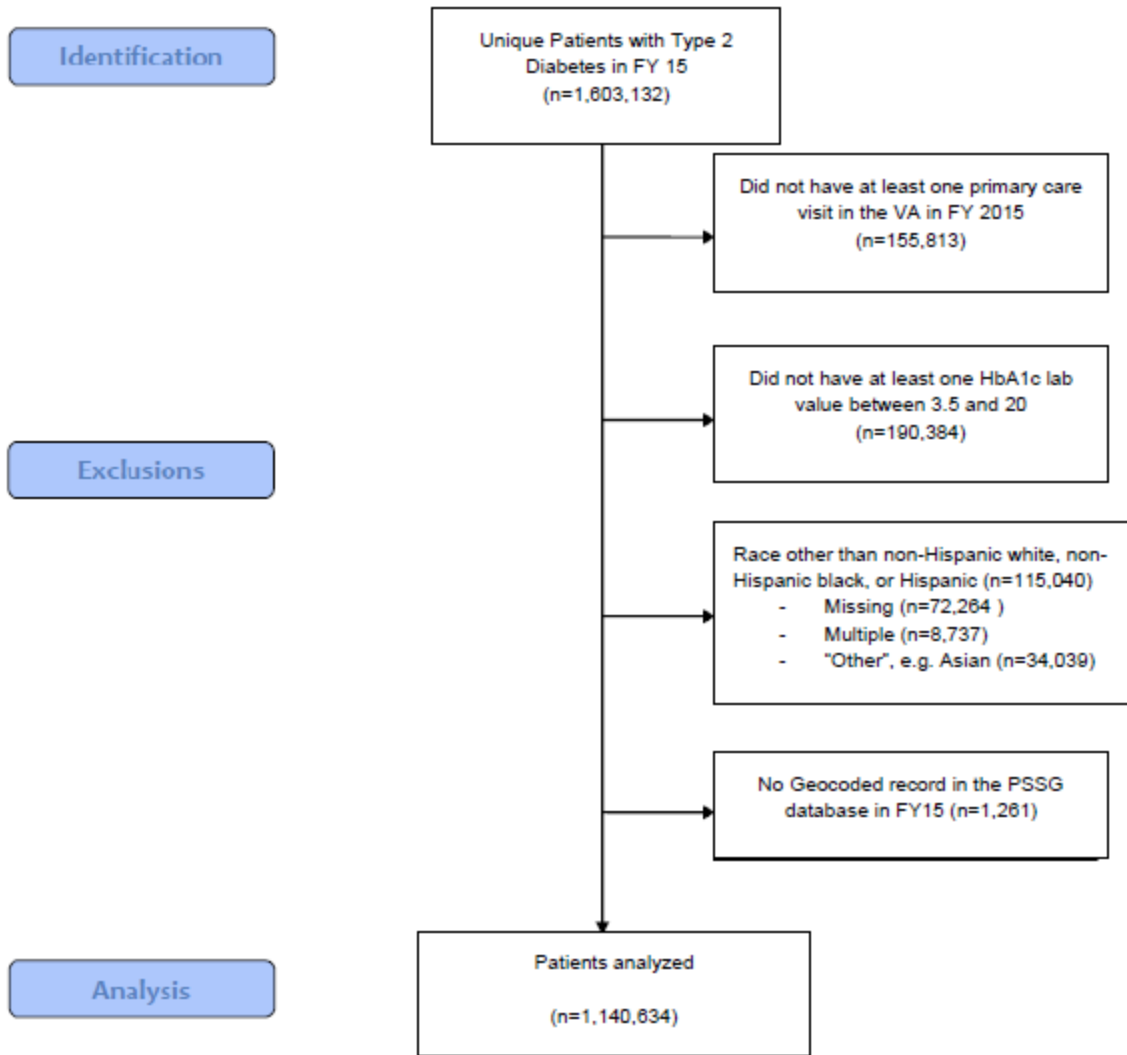 Identification
Unique Patients with Type 2
Diabetes in FY 15
(n=1,603,132)
Did not have at least one primary care
visit in the VA in FY 2015
(n=155,813)
Did not have at least one HbA1c lab
value between 3.5 and 20
(n=190,384)
Exclusions
Race other than non-Hispanic white, non-
Hispanic black, or Hispanic (n=115,040)
- Missing (n=72,264 )
- Multiple (n=8,737)
- "Other", e.g. Asian (n=34,039)
No Geocoded record in the PSSG
database in FY15 (n=1,261)
Analysis
Patients analyzed
(n=1,140,634)